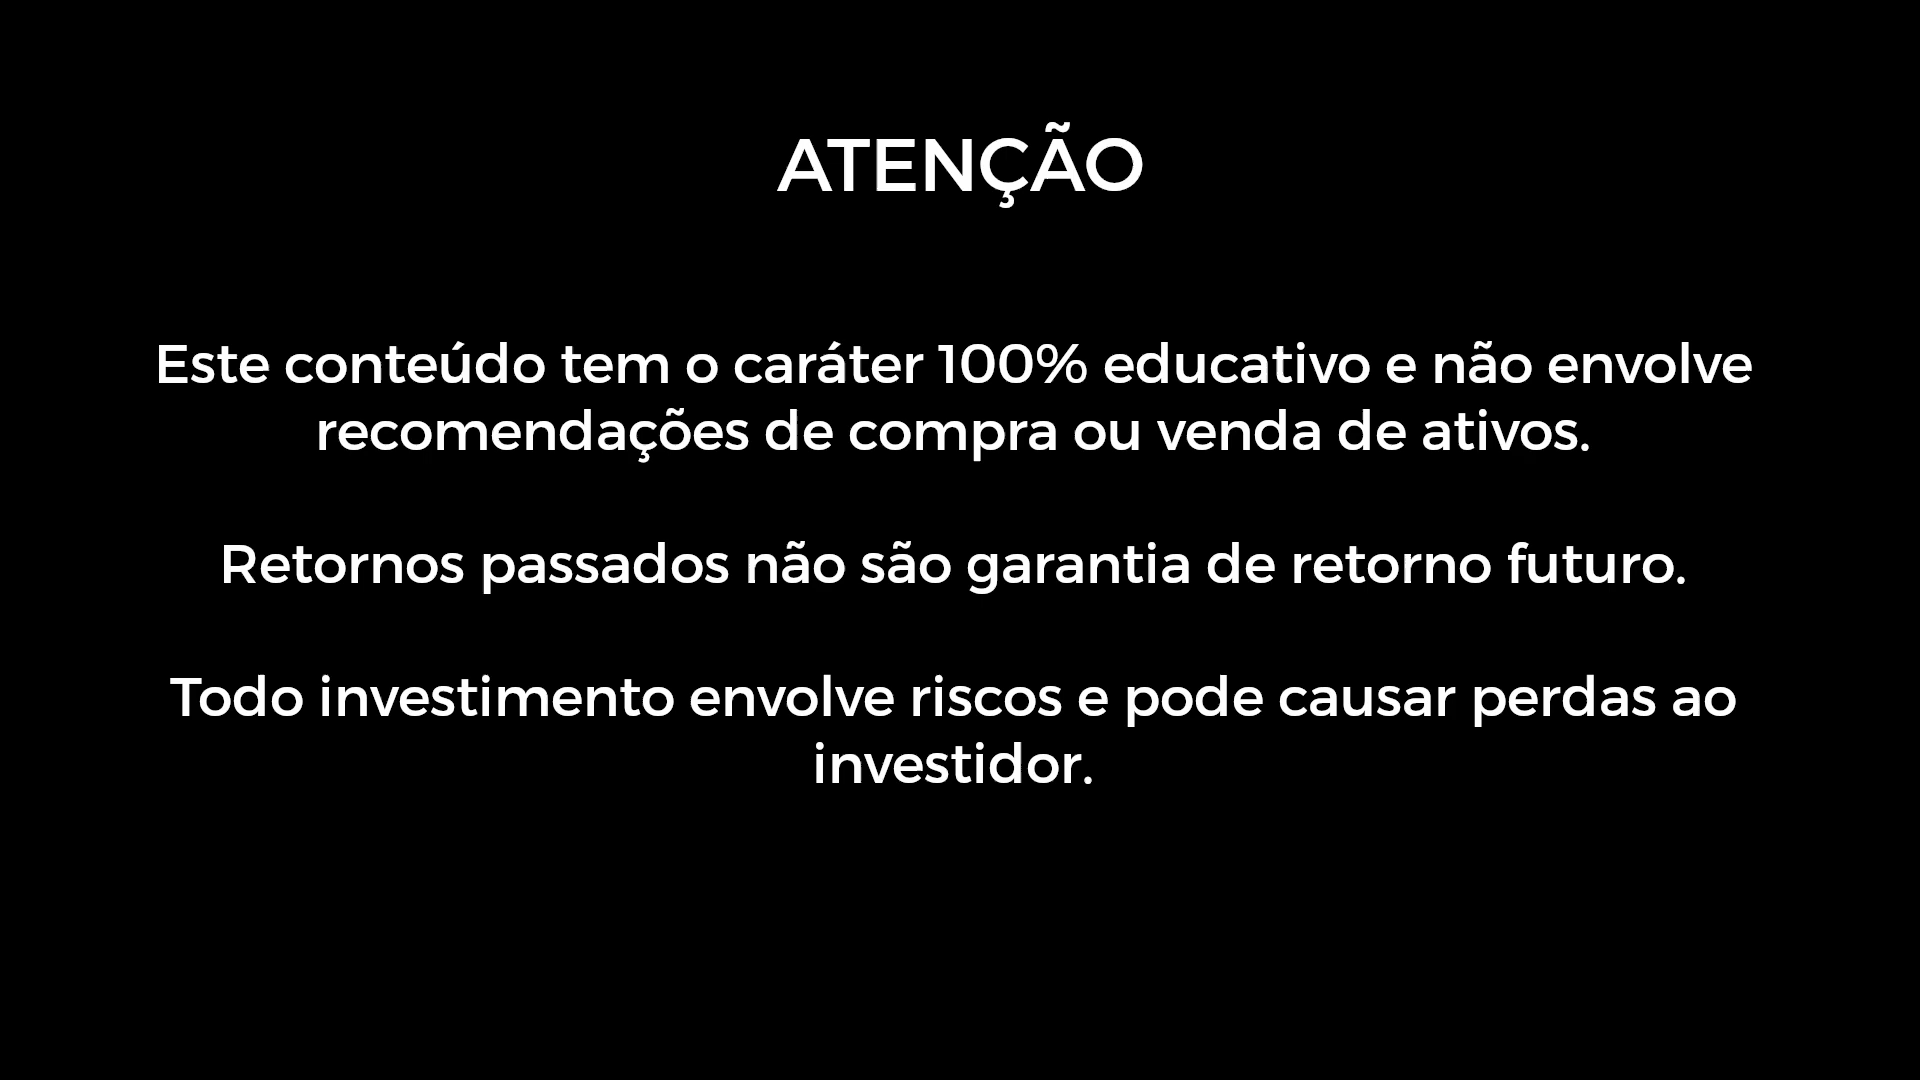 ATENÇÃO
Este conteúdo tem o caráter 100% educativo e não envolve
recomendações de compra ou venda de ativos.
Retornos passados não são garantia de retorno futuro.
Todo investimento envolve riscos e pode causar perdas ao
investidor.